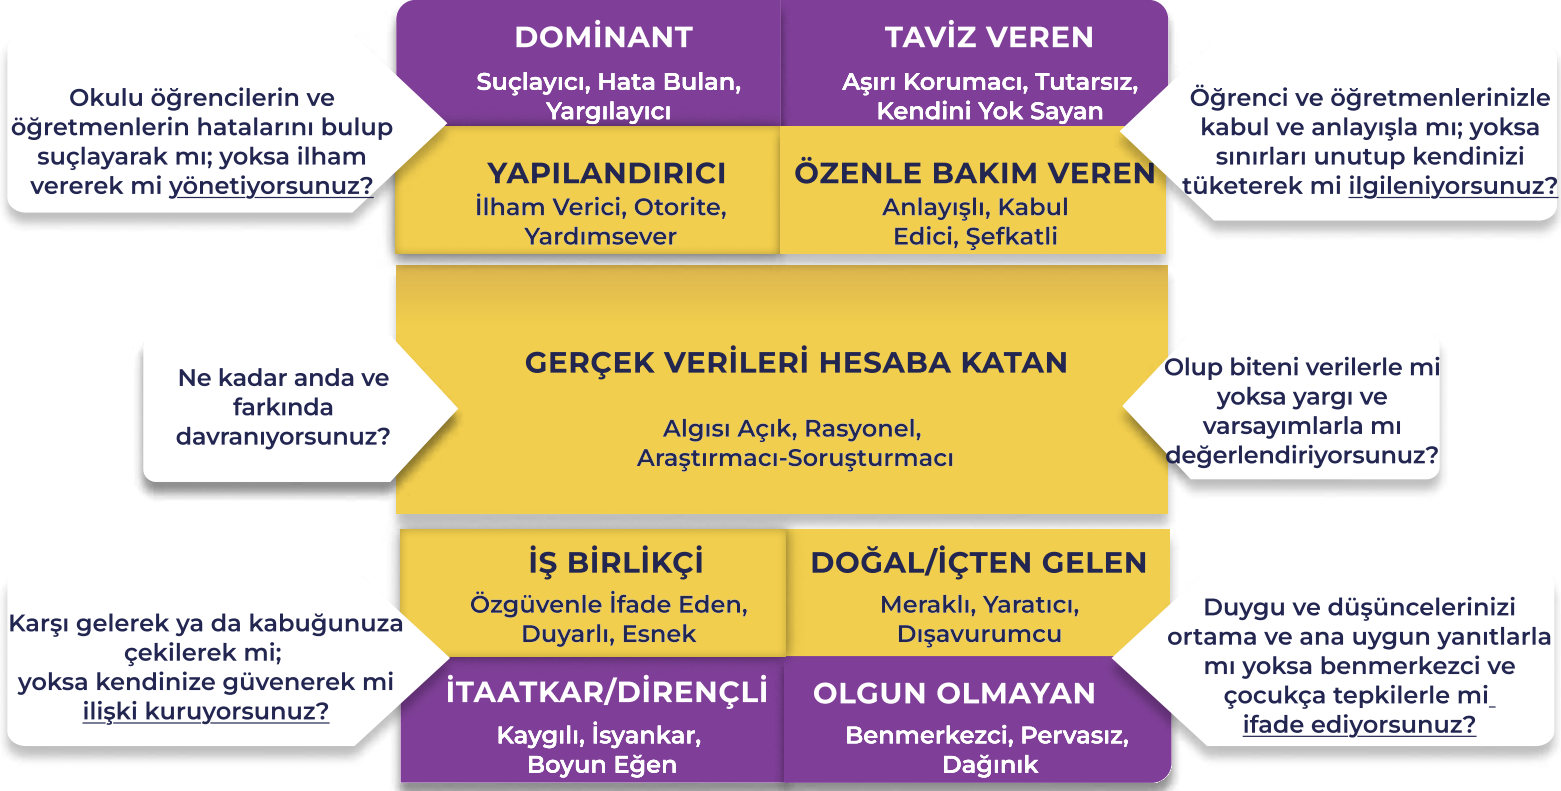 DOMİNANT
Suçlayıcı, Hata Bulan,
Yargılayıcı
TAVİZ VEREN
Aşırı Korumacı, Tutarsız,
Kendini Yok Sayan
Okulu öğrencilerin ve
öğretmenlerin hatalarını bulup
suçlayarak mı; yoksa ilham
vererek mi yönetiyorsunuz?
YAPILANDIRICI
İlham Verici, Otorite,
Yardımsever
ÖZENLE BAKIM VEREN
Anlayışlı, Kabul
Edici, Şefkatli
Öğrenci ve öğretmenlerinizle
kabul ve anlayışla mı; yoksa
sınırları unutup kendinizi
tüketerek mi ilgileniyorsunuz?
Ne kadar anda ve
farkında
davranıyorsunuz?
GERÇEK VERİLERİ HESABA KATAN
Algısı Açık, Rasyonel,
Araştırmacı-Soruşturmacı
Olup biteni verilerle mi
yoksa yargı ve
varsayımlarla mı
değerlendiriyorsunuz?
İŞ BİRLİKÇİ
Özgüvenle İfade Eden,
Duyarlı, Esnek
DOĞAL/İÇTEN GELEN
Meraklı, Yaratıcı,
Dışavurumcu
Karşı gelerek ya da kabuğunuza
çekilerek mi;
yoksa kendinize güvenerek mi
ilişki kuruyorsunuz?
İTAATKAR/DİRENÇLİ
Kaygılı, İsyankar,
Boyun Eğen
OLGUN OLMAYAN
Benmerkezci, Pervasız,
Dağınık
Duygu ve düşüncelerinizi
ortama ve ana uygun yanıtlarla
mı yoksa benmerkezci ve
çocukça tepkilerle mi
ifade ediyorsunuz?